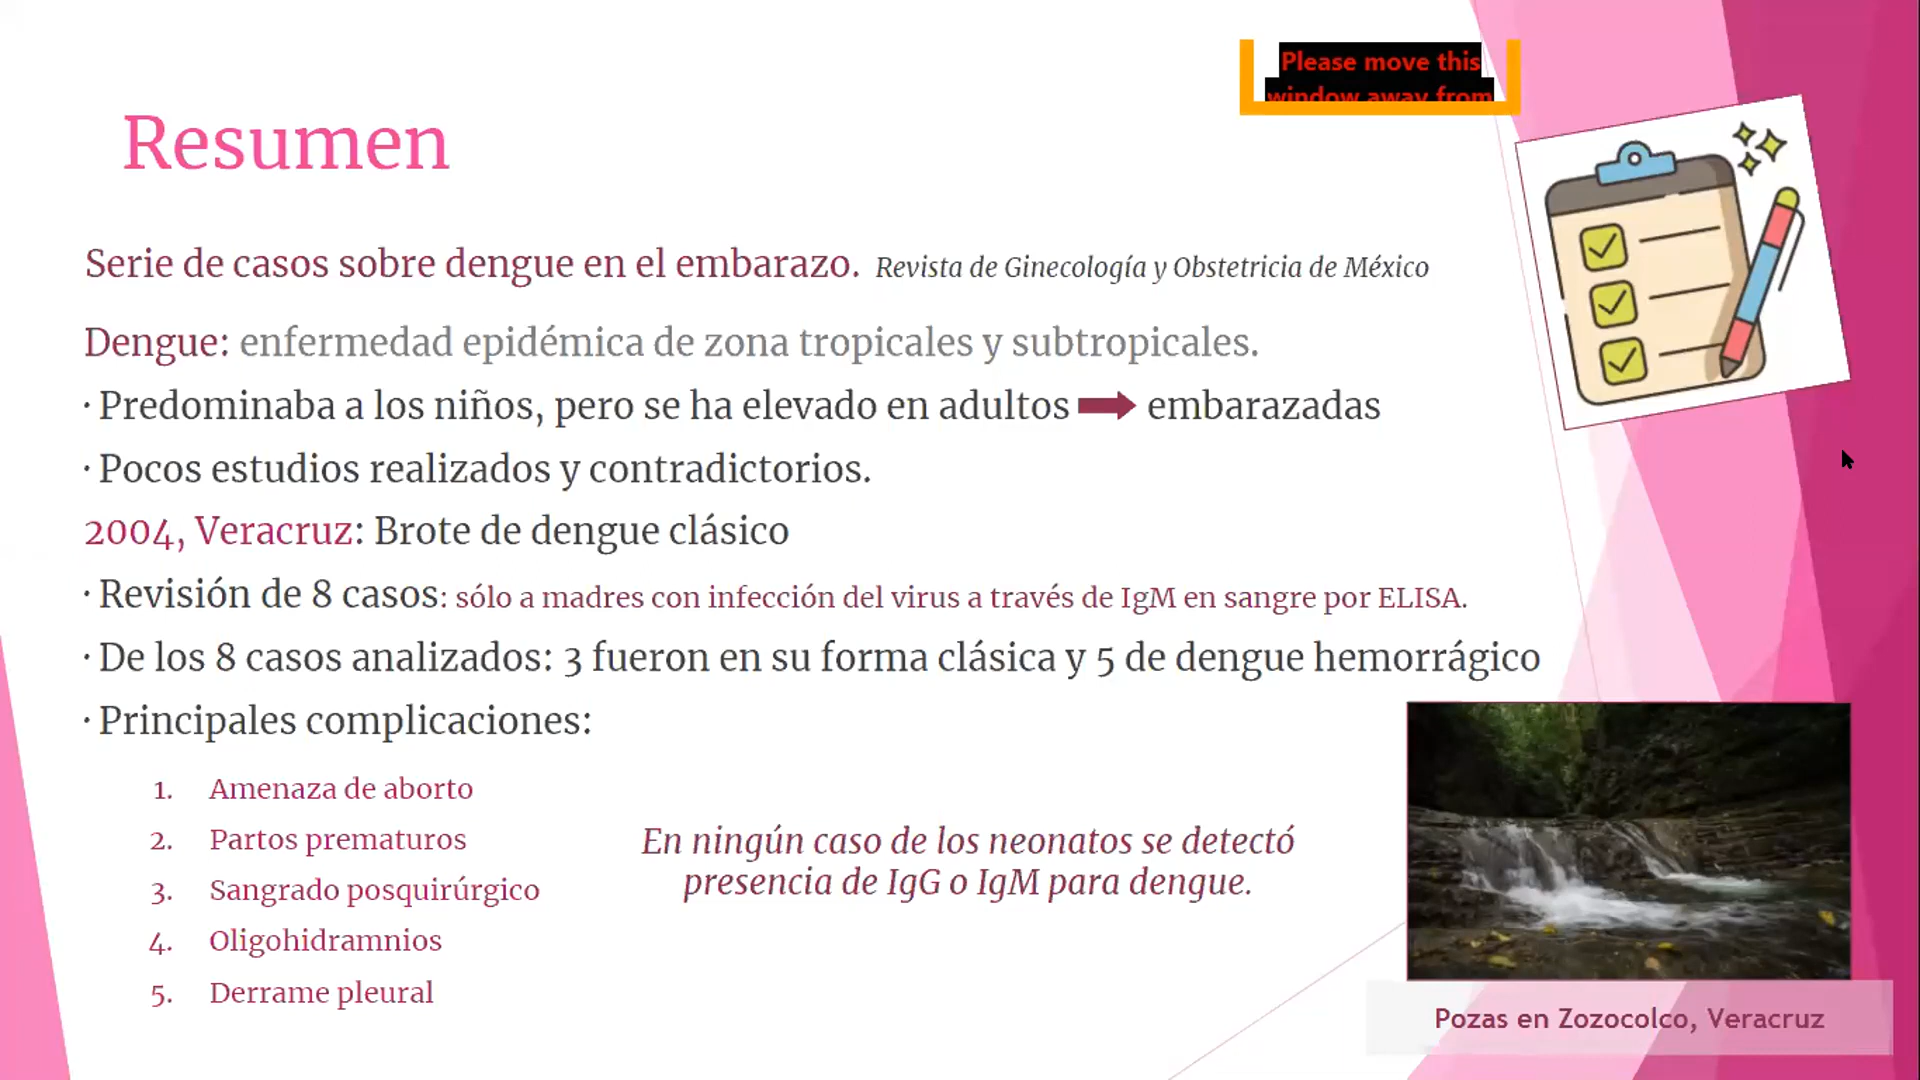 Please move this
window away from
Resumen
Serie de casos sobre dengue en el embarazo. Revista de Ginecología y Obstetricia de México
Dengue: enfermedad epidémica de zona tropicales y subtropicales.
· Predominaba a los niños, pero se ha elevado en adultos ➡ embarazadas
· Pocos estudios realizados y contradictorios.
2004, Veracruz: Brote de dengue clásico
· Revisión de 8 casos: sólo a madres con infección del virus a través de IgM en sangre por ELISA.
· De los 8 casos analizados: 3 fueron en su forma clásica y 5 de dengue hemorrágico
· Principales complicaciones:
1. Amenaza de aborto
2. Partos prematuros
3. Sangrado posquirúrgico
4. Oligohidramnios
5. Derrame pleural
En ningún caso de los neonatos se detectó
presencia de IgG o IgM para dengue.
Pozas en Zozocolco, Veracruz